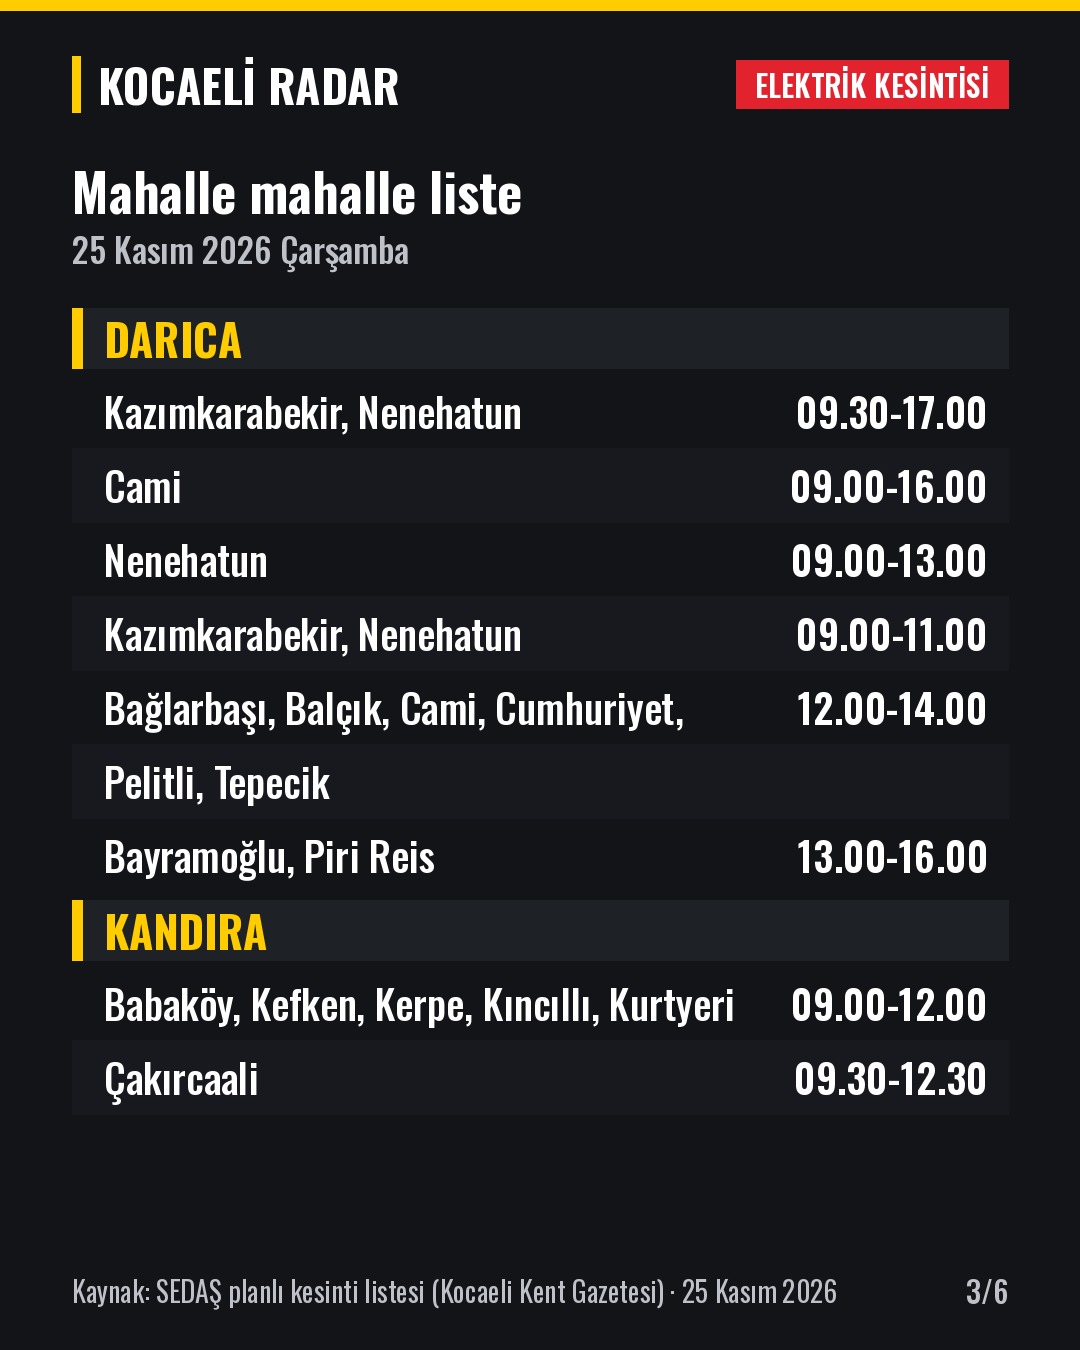 KOCAELİ RADAR
ELEKTRİK KESİNTİSİ
Mahalle mahalle liste
25 Kasım 2026 Çarşamba
DARICA
Kazımkarabekir, Nenehatun 09.30-17.00
Cami 09.00-16.00
Nenehatun 09.00-13.00
Kazımkarabekir, Nenehatun 09.00-11.00
Bağlarbaşı, Balçık, Cami, Cumhuriyet, 12.00-14.00
Pelitli, Tepecik
Bayramoğlu, Piri Reis 13.00-16.00
KANDIRA
Babaköy, Kefken, Kerpe, Kıncıllı, Kurtyeri 09.00-12.00
Çakırcaali 09.30-12.30
Kaynak: SEDAŞ planlı kesinti listesi (Kocaeli Kent Gazetesi) · 25 Kasım 2026 3/6